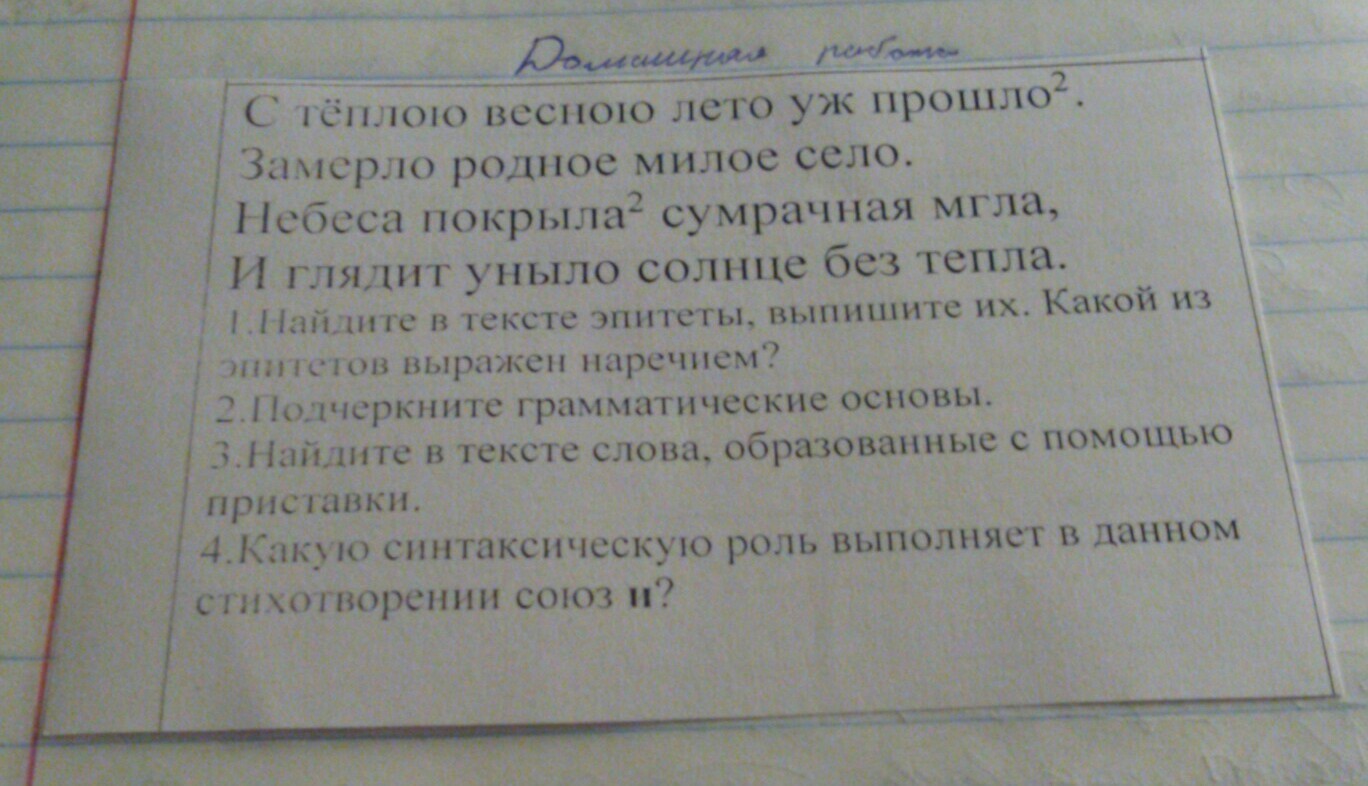 Домашняя работа
С тёплою весною лето уж прошло².
Замерло родное милое село.
Небеса покрыла² сумрачная мгла,
И глядит уныло солнце без тепла.
1.Найдите в тексте эпитеты, выпишите их. Какой из
эпитетов выражен наречием?
2.Подчеркните грамматические основы.
3.Найдите в тексте слова, образованные с помощью
приставки.
4.Какую синтаксическую роль выполняет в данном
стихотворении союз и?